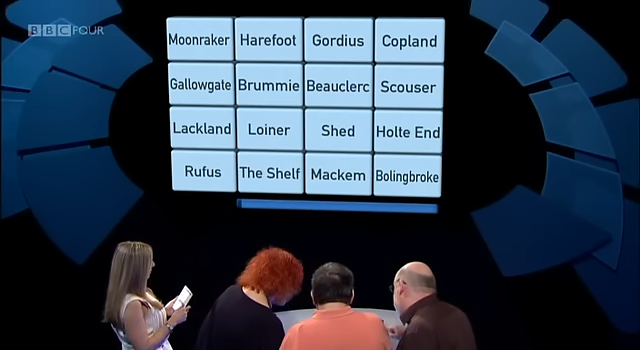 BBC FOUR
Moonraker Harefoot Gordius Copland
Gallowgate Brummie Beauclerc Scouser
Lackland Loiner Shed Holte End
Rufus The Shelf Mackem Bolingbroke